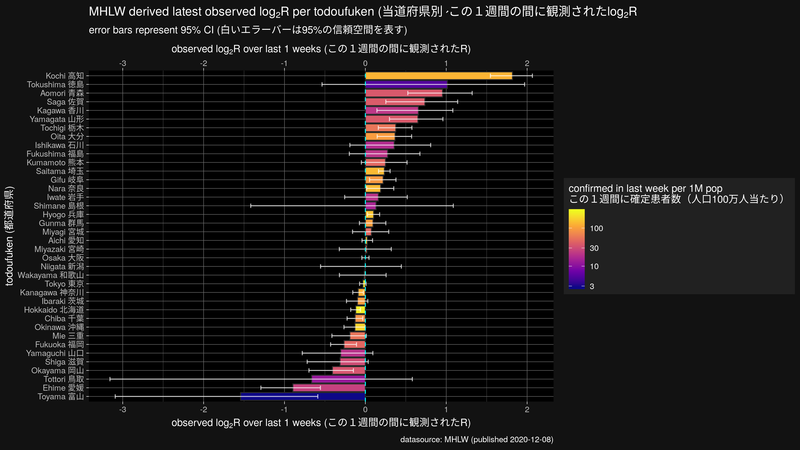 MHLW derived latest observed log₂R per todoufuken (当道府県別 この１週間の間に観測されたlog₂R
error bars represent 95% CI (白いエラーバーは95%の信頼空間を表す)
observed log₂R over last 1 weeks (この１週間の間に観測されたR)
-3 -2 -1 0 1 2
Kochi 高知
Tokushima 徳島
Aomori 青森
Saga 佐賀
Kagawa 香川
Yamagata 山形
Tochigi 栃木
Oita 大分
Ishikawa 石川
Fukushima 福島
Kumamoto 熊本
Saitama 埼玉
Gifu 岐阜
Nara 奈良
Iwate 岩手
Shimane 島根
Hyogo 兵庫
Gunma 群馬
Miyagi 宮城
Aichi 愛知
Miyazaki 宮崎
Osaka 大阪
Niigata 新潟
Wakayama 和歌山
Tokyo 東京
Kanagawa 神奈川
Ibaraki 茨城
Hokkaido 北海道
Chiba 千葉
Okinawa 沖縄
Mie 三重
Fukuoka 福岡
Yamaguchi 山口
Shiga 滋賀
Okayama 岡山
Tottori 鳥取
Ehime 愛媛
Toyama 富山
todoufuken (都道府県)
-3 -2 -1 0 1 2
observed log₂R over last 1 weeks (この１週間の間に観測されたR)
datasource: MHLW (published 2020-12-08)
confirmed in last week per 1M pop
この１週間に確定患者数（人口100万人当たり）
100
30
10
3